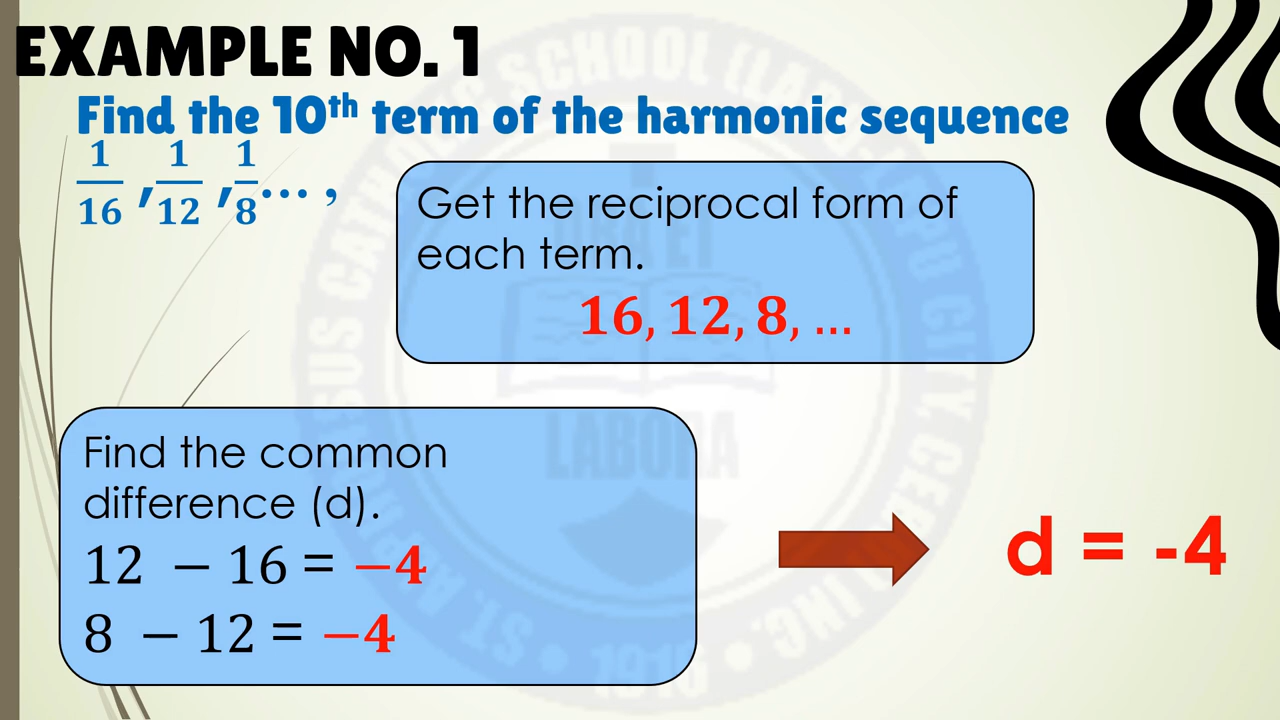 EXAMPLE NO. 1
Find the 10th term of the harmonic sequence
1/16 , 1/12 , 1/8 … ,
Get the reciprocal form of
each term.
16, 12, 8, ...
Find the common
difference (d).
12 − 16 = −4
8 − 12 = −4
d = -4
LABORA